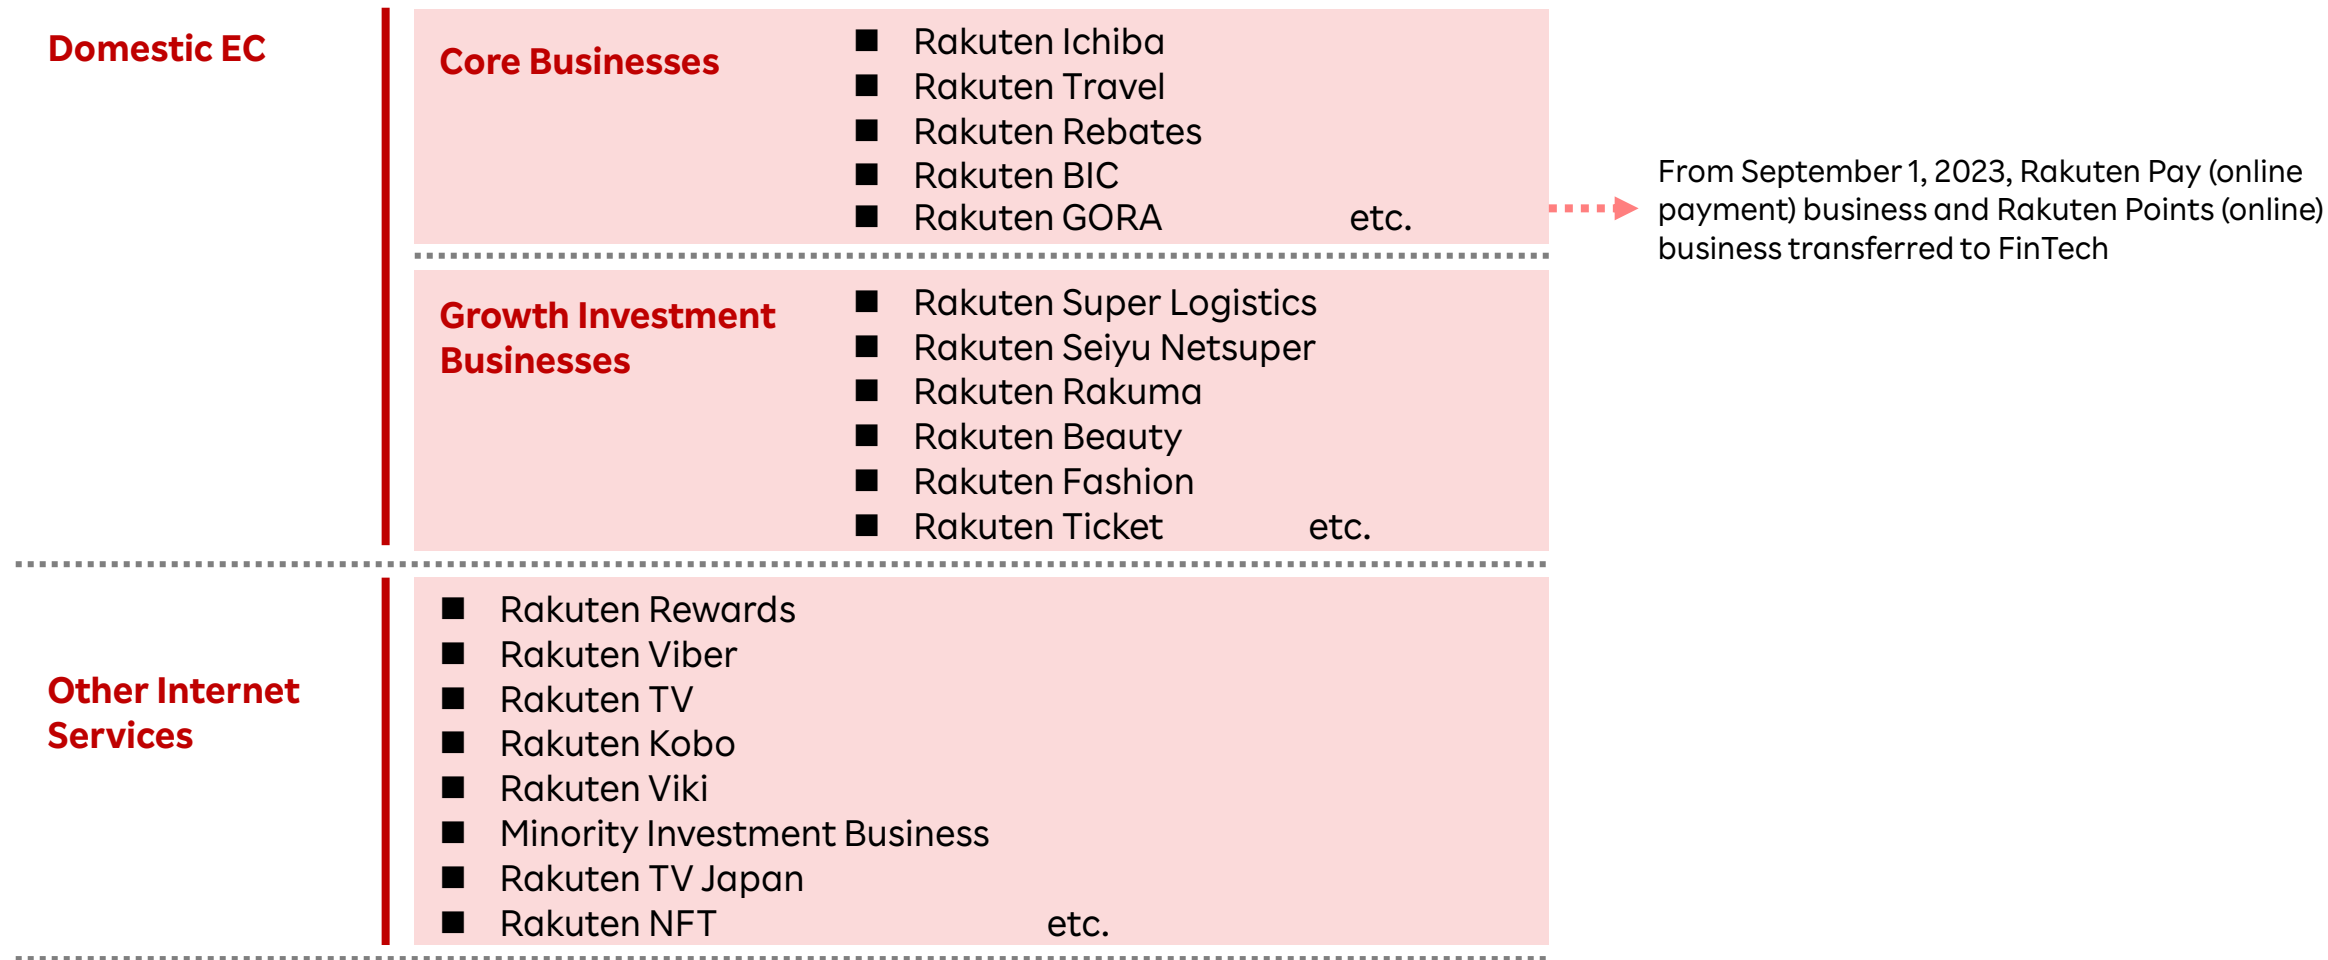 Domestic EC
Core Businesses
■ Rakuten Ichiba
■ Rakuten Travel
■ Rakuten Rebates
■ Rakuten BIC
■ Rakuten GORA etc.
From September 1, 2023, Rakuten Pay (online
payment) business and Rakuten Points (online)
business transferred to FinTech
Growth Investment
Businesses
■ Rakuten Super Logistics
■ Rakuten Seiyu Netsuper
■ Rakuten Rakuma
■ Rakuten Beauty
■ Rakuten Fashion
■ Rakuten Ticket etc.
Other Internet
Services
■ Rakuten Rewards
■ Rakuten Viber
■ Rakuten TV
■ Rakuten Kobo
■ Rakuten Viki
■ Minority Investment Business
■ Rakuten TV Japan
■ Rakuten NFT etc.